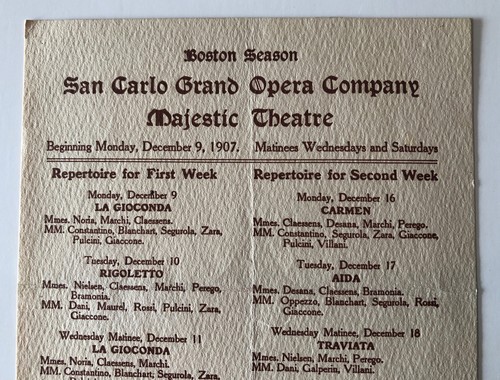 Boston Season
San Carlo Grand Opera Company
Majestic Theatre
Beginning Monday, December 9, 1907. Matinees Wednesdays and Saturdays
Repertoire for First Week
Monday, December 9
LA GIOCONDA
Mmes. Noria, Marchi, Claessens.
MM. Constantino, Blanchart, Segurola, Zara,
Pulcini, Giaccone.
Tuesday, December 10
RIGOLETTO
Mmes. Nielsen, Claessens, Marchi, Perego,
Bramonia.
MM. Dani, Maurel, Rossi, Pulcini, Zara,
Giaccone.
Wednesday Matinee, December 11
LA GIOCONDA
Mmes. Noria, Claessens, Marchi.
MM. Constantino, Blanchart, Segurola, Zara,
Repertoire for Second Week
Monday, December 16
CARMEN
Mmes. Claessens, Desana, Marchi, Perego.
MM. Constantino, Segurola, Zara, Giaccone,
Pulcini, Villani.
Tuesday, December 17
AIDA
Mmes. Desana, Claessens, Bramonia.
MM. Oppezzo, Blanchart, Segurola, Rossi,
Giaccone.
Wednesday Matinee, December 18
TRAVIATA
Mmes. Nielsen, Marchi, Perego.
MM. Dani, Galperin, Villani.